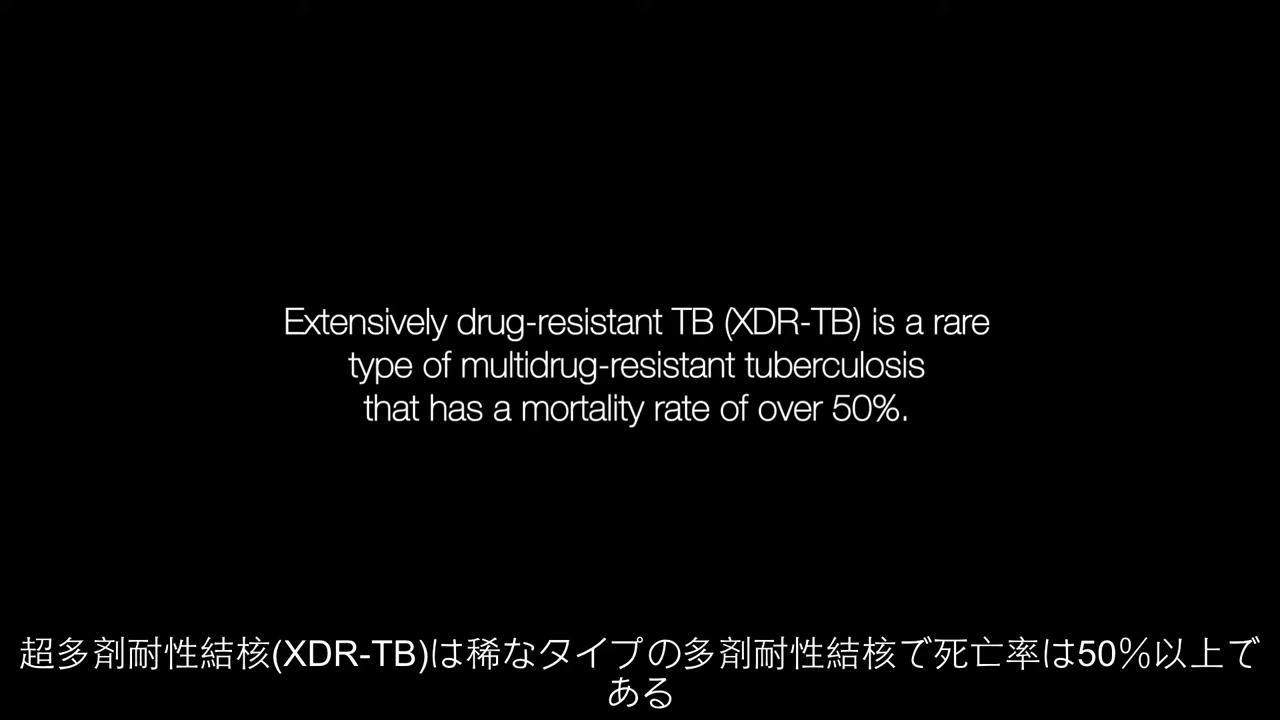 Extensively drug-resistant TB (XDR-TB) is a rare
type of multidrug-resistant tuberculosis
that has a mortality rate of over 50%.
超多剤耐性結核(XDR-TB)は稀なタイプの多剤耐性結核で死亡率は50％以上で
ある